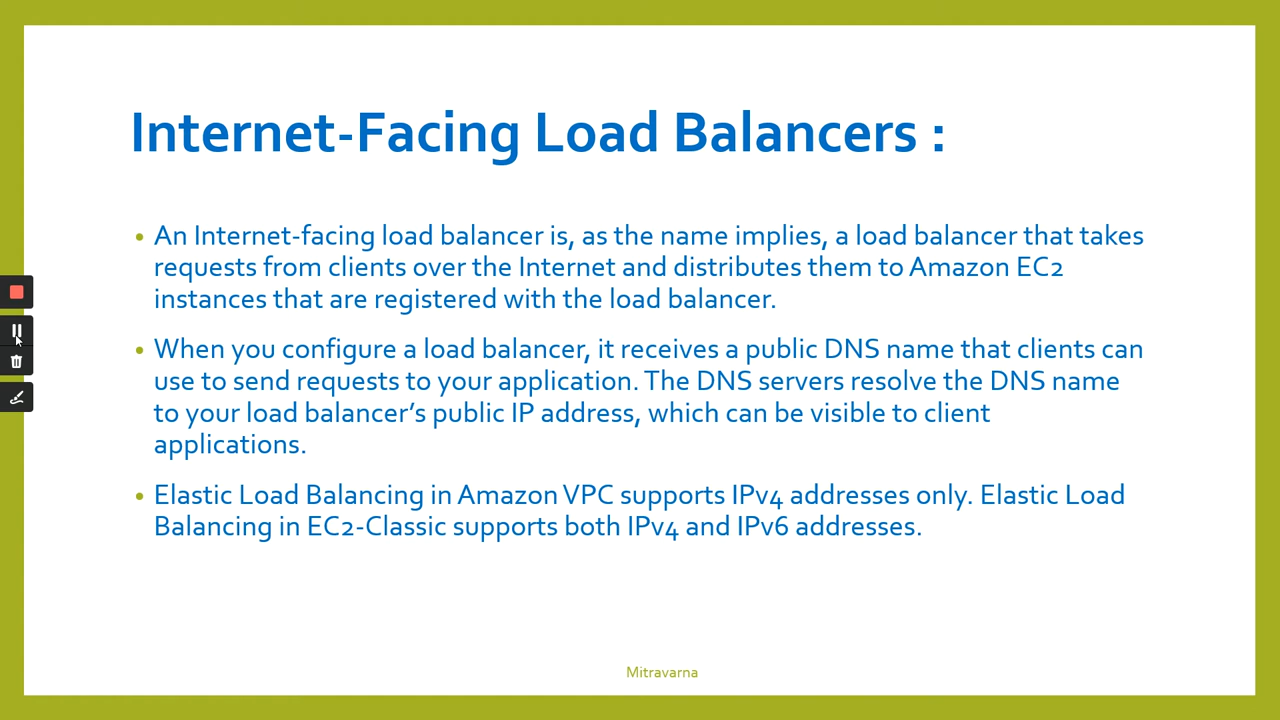 Internet-Facing Load Balancers :
• An Internet-facing load balancer is, as the name implies, a load balancer that takes
requests from clients over the Internet and distributes them to Amazon EC2
instances that are registered with the load balancer.
• When you configure a load balancer, it receives a public DNS name that clients can
use to send requests to your application. The DNS servers resolve the DNS name
to your load balancer’s public IP address, which can be visible to client
applications.
• Elastic Load Balancing in Amazon VPC supports IPv4 addresses only. Elastic Load
Balancing in EC2-Classic supports both IPv4 and IPv6 addresses.
Mitravarna